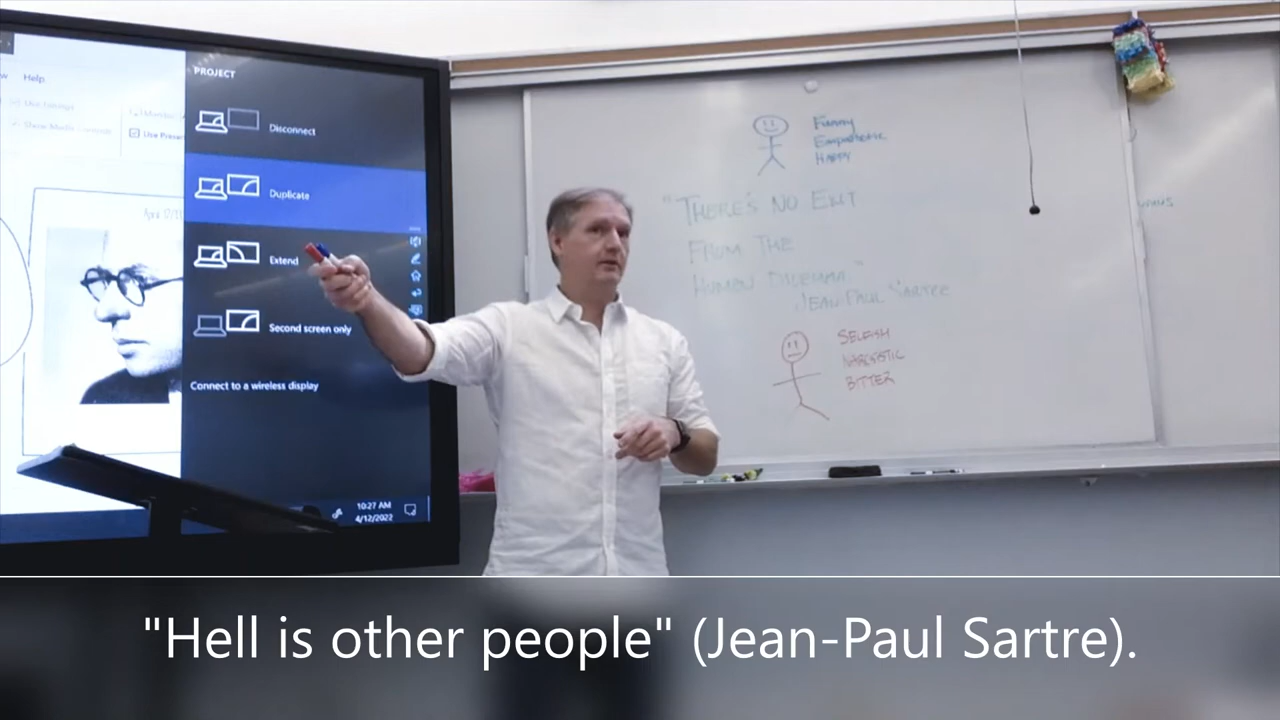 w Help
PROJECT
Disconnect
Duplicate
Extend
Second screen only
Connect to a wireless display
10:27 AM
4/12/2022
Funny
Empathetic
Happy
"THERE'S NO EXIT
FROM THE
HUMAN DILEMMA"
JEAN PAUL SARTRE
SELFISH
BITTER
"Hell is other people" (Jean-Paul Sartre).